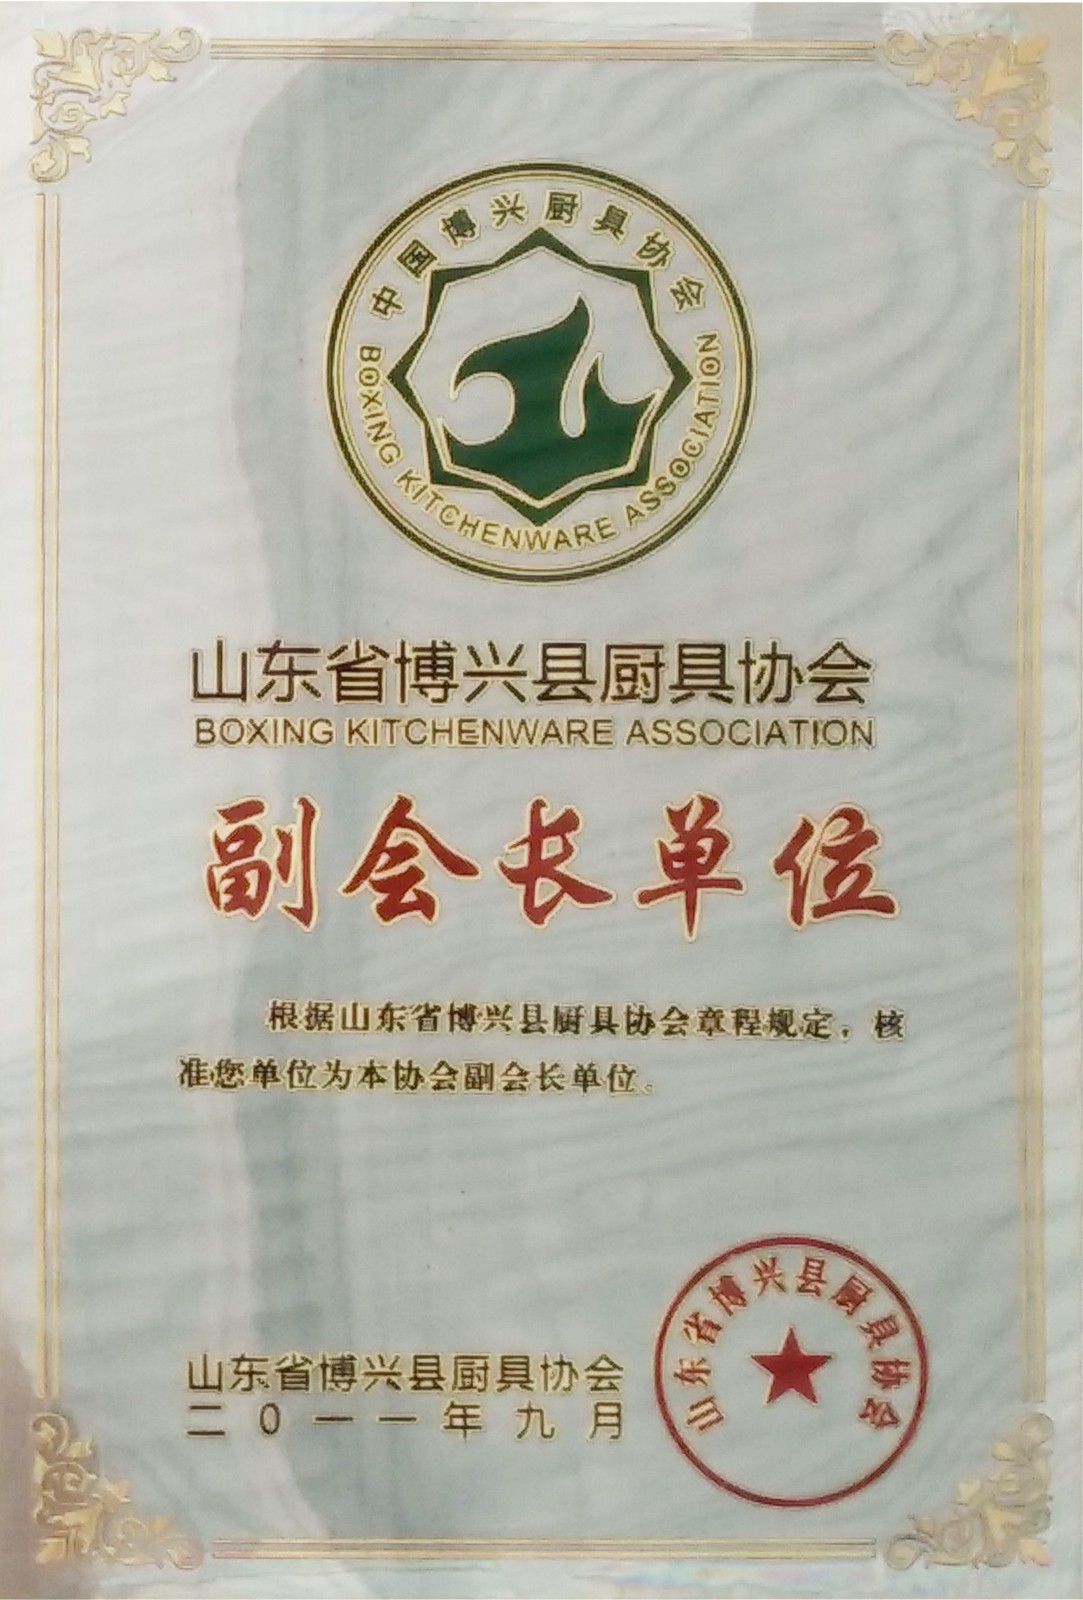 中国博兴厨具协会
BOXING KITCHENWARE ASSOCIATION
山东省博兴县厨具协会
BOXING KITCHENWARE ASSOCIATION
副会长单位
根据山东省博兴县厨具协会章程规定，核
准您单位为本协会副会长单位。
山东省博兴县厨具协会
二0一一年九月
山东省博兴县厨具协会